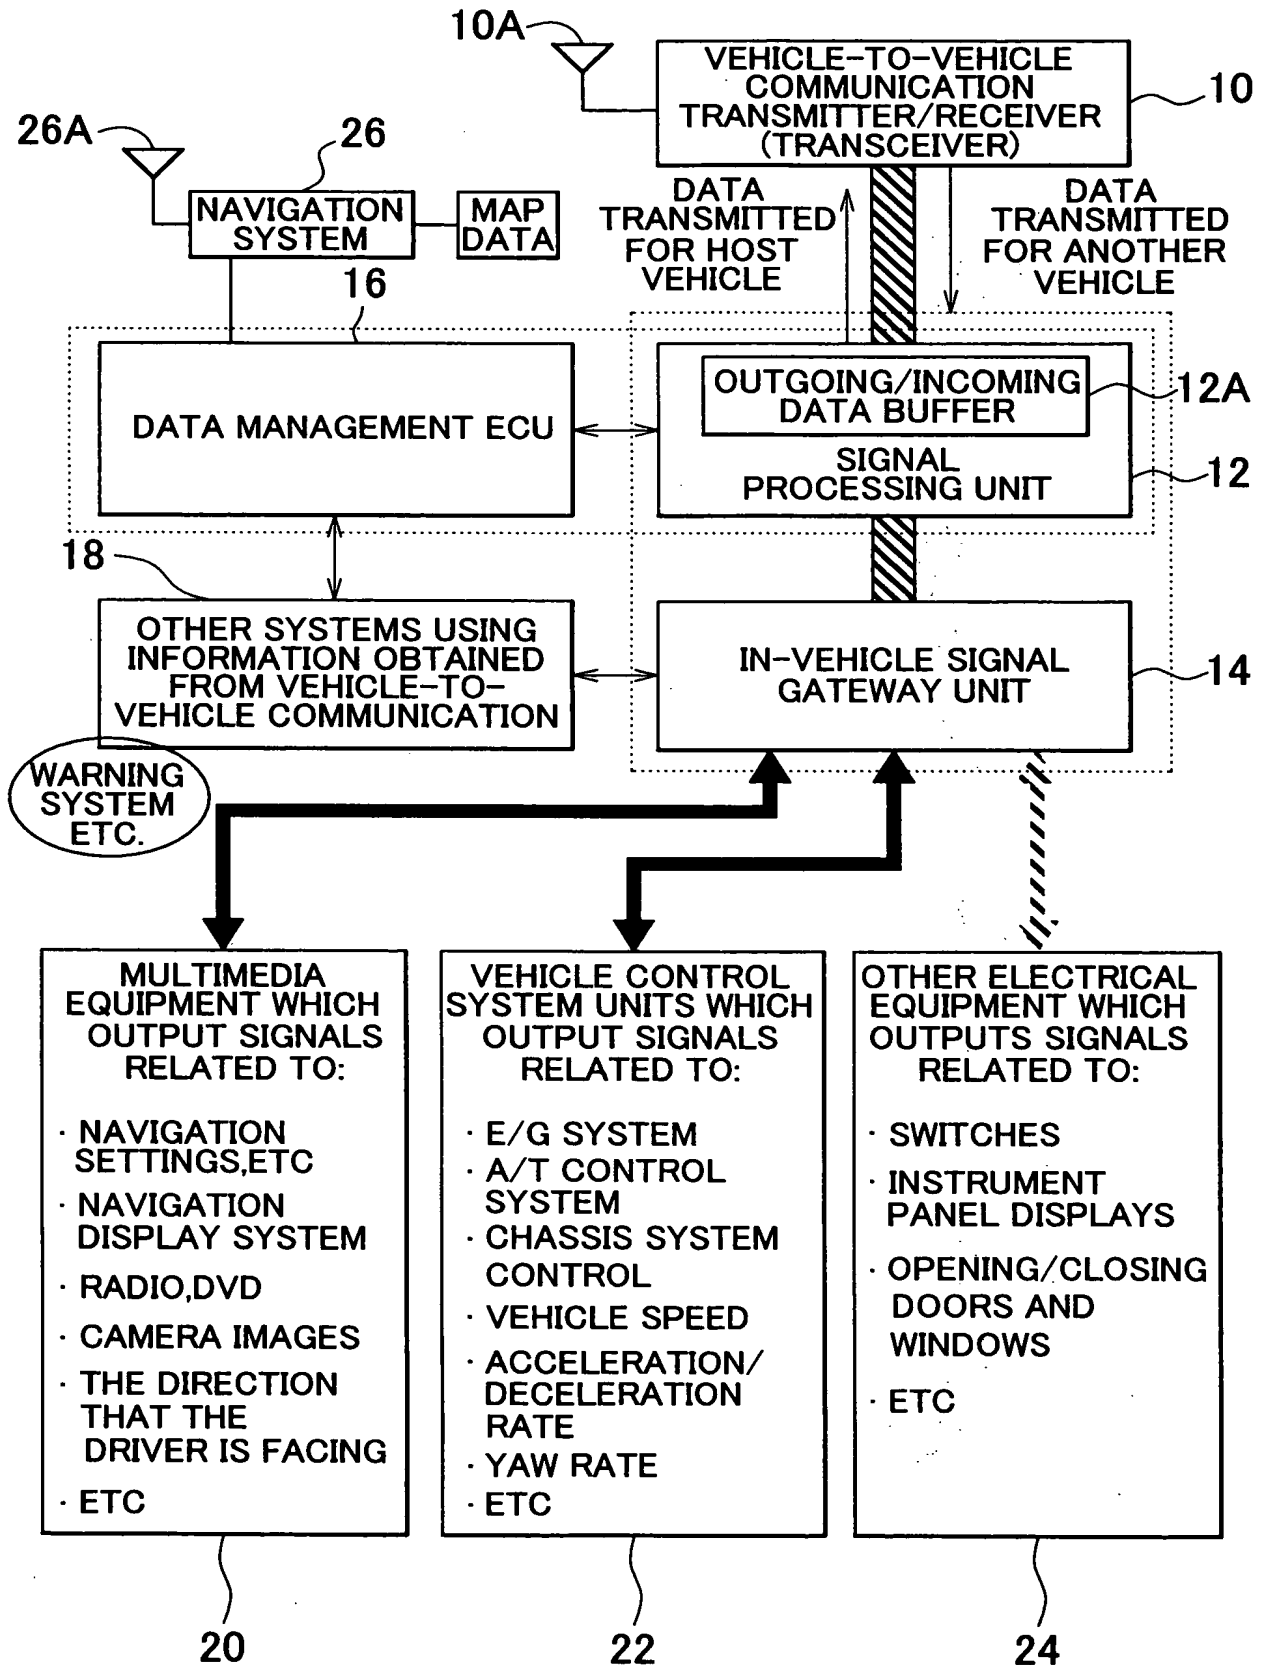 10A
VEHICLE-TO-VEHICLE
COMMUNICATION
TRANSMITTER/RECEIVER
(TRANSCEIVER)
10
26A
26
NAVIGATION
SYSTEM
MAP
DATA
DATA
TRANSMITTED
FOR HOST
VEHICLE
DATA
TRANSMITTED
FOR ANOTHER
VEHICLE
16
DATA MANAGEMENT ECU
OUTGOING/INCOMING
DATA BUFFER
12A
SIGNAL
PROCESSING UNIT
12
18
OTHER SYSTEMS USING
INFORMATION OBTAINED
FROM VEHICLE-TO-
VEHICLE COMMUNICATION
IN-VEHICLE SIGNAL
GATEWAY UNIT
14
WARNING
SYSTEM
ETC.
MULTIMEDIA
EQUIPMENT WHICH
OUTPUT SIGNALS
RELATED TO:
· NAVIGATION
SETTINGS,ETC
· NAVIGATION
DISPLAY SYSTEM
· RADIO,DVD
· CAMERA IMAGES
· THE DIRECTION
THAT THE
DRIVER IS FACING
· ETC
20
VEHICLE CONTROL
SYSTEM UNITS WHICH
OUTPUT SIGNALS
RELATED TO:
· E/G SYSTEM
· A/T CONTROL
SYSTEM
· CHASSIS SYSTEM
CONTROL
· VEHICLE SPEED
· ACCELERATION/
DECELERATION
RATE
· YAW RATE
· ETC
22
OTHER ELECTRICAL
EQUIPMENT WHICH
OUTPUTS SIGNALS
RELATED TO:
· SWITCHES
· INSTRUMENT
PANEL DISPLAYS
· OPENING/CLOSING
DOORS AND
WINDOWS
· ETC
24